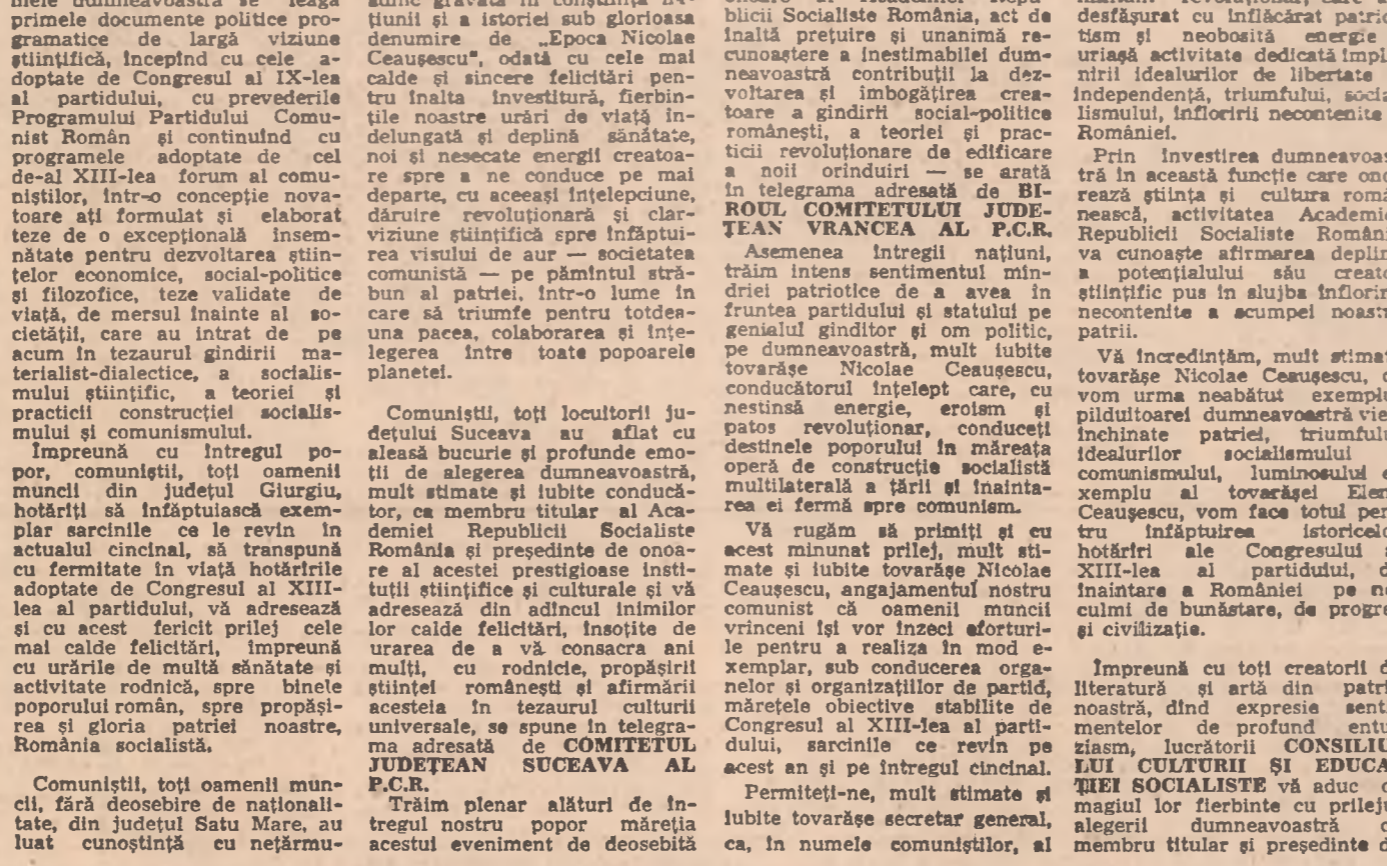 primele documente politice pro-
gramatice de largă viziune
științifică, începînd cu cele a-
doptate de Congresul al IX-lea
al partidului, cu prevederile
Programului Partidului Comu-
nist Român și continuînd cu
programele adoptate de cel
de-al XIII-lea forum al comu-
niștilor, într-o concepție nova-
toare ați formulat și elaborat
teze de o excepțională însem-
nătate pentru dezvoltarea știin-
țelor economice, social-politice
și filozofice, teze validate de
viață, de mersul înainte al so-
cietății, care au intrat de pe
acum în tezaurul gîndirii ma-
terialist-dialectice, a socialis-
mului științific, a teoriei și
practicii construcției socialis-
mului și comunismului.
Împreună cu întregul po-
por, comuniștii, toți oamenii
muncii din județul Giurgiu,
hotărîți să înfăptuiască exem-
plar sarcinile ce le revin în
actualul cincinal, să transpună
cu fermitate în viață hotărîrile
adoptate de Congresul al XIII-
lea al partidului, vă adresează
și cu acest fericit prilej cele
mai calde felicitări, împreună
cu urările de multă sănătate și
activitate rodnică, spre binele
poporului român, spre propăși-
rea și gloria patriei noastre,
România socialistă.
Comuniștii, toți oamenii mun-
cii, fără deosebire de naționali-
tate, din județul Satu Mare, au
luat cunoștință cu nețărmu-
țiunii și a istoriei sub glorioasa
denumire de „Epoca Nicolae
Ceaușescu", odată cu cele mai
calde și sincere felicitări pen-
tru înalta investitură, fierbin-
țile noastre urări de viață în-
delungată și deplină sănătate,
noi și nesecate energii creatoa-
re spre a ne conduce pe mai
departe, cu aceeași înțelepciune,
dăruire revoluționară și clar-
viziune științifică spre înfăptui-
rea visului de aur — societatea
comunistă — pe pămîntul stră-
bun al patriei, într-o lume în
care să triumfe pentru totdea-
una pacea, colaborarea și înțe-
legerea între toate popoarele
planetei.
Comuniștii, toți locuitorii ju-
dețului Suceava au aflat cu
aleasă bucurie și profunde emo-
ții de alegerea dumneavoastră,
mult stimate și iubite conducă-
tor, ca membru titular al Aca-
demiei Republicii Socialiste
România și președinte de onoa-
re al acestei prestigioase insti-
tuții științifice și culturale și vă
adresează din adîncul inimilor
lor calde felicitări, însoțite de
urarea de a vă consacra ani
mulți, cu rodnicie, propășirii
științei românești și afirmării
acesteia în tezaurul culturii
universale, se spune în telegra-
ma adresată de COMITETUL
JUDEȚEAN SUCEAVA AL
P.C.R.
Trăim plenar alături de în-
tregul nostru popor măreția
acestui eveniment de deosebită
blicii Socialiste România, act de
înaltă prețuire și unanimă re-
cunoaștere a inestimabilei dum-
neavoastră contribuții la dez-
voltarea și îmbogățirea crea-
toare a gîndirii social-politice
românești, a teoriei și prac-
ticii revoluționare de edificare
a noii orînduiri — se arată
în telegrama adresată de BI-
ROUL COMITETULUI JUDE-
ȚEAN VRANCEA AL P.C.R.
Asemenea întregii națiuni,
trăim intens sentimentul mîn-
driei patriotice de a avea în
fruntea partidului și statului pe
genialul gînditor și om politic,
pe dumneavoastră, mult iubite
tovarășe Nicolae Ceaușescu,
conducătorul înțelept care, cu
nestinsă energie, eroism și
patos revoluționar, conduceți
destinele poporului în măreața
operă de construcție socialistă
multilaterală a țării și înainta-
rea ei fermă spre comunism.
Vă rugăm să primiți și cu
acest minunat prilej, mult sti-
mate și iubite tovarășe Nicolae
Ceaușescu, angajamentul nostru
comunist că oamenii muncii
vrînceni își vor înzeci eforturi-
le pentru a realiza în mod e-
xemplar, sub conducerea orga-
nelor și organizațiilor de partid,
mărețele obiective stabilite de
Congresul al XIII-lea al parti-
dului, sarcinile ce revin pe
acest an și pe întregul cincinal.
Permiteți-ne, mult stimate și
iubite tovarășe secretar general,
ca, în numele comuniștilor, al
desfășurat cu înflăcărat patrio
tism și neobosită energie
uriașă activitate dedicată împli
nirii idealurilor de libertate
independență, triumfului, socia
lismului, înfloririi necontenite
României.
Prin investirea dumneavoas
tră în această funcție care ono
rează știința și cultura româ
nească, activitatea Academie
Republicii Socialiste Români
va cunoaște afirmarea deplin
a potențialului său creato
științific pus în slujba înflorir
necontenite a scumpei noastr
patrii.
Vă încredințăm, mult stimat
tovarășe Nicolae Ceaușescu, c
vom urma neabătut exemplu
pilduitoarei dumneavoastră vie
închinate patriei, triumfulu
idealurilor socialismului
comunismului, luminosului e
xemplu al tovarășei Elen
Ceaușescu, vom face totul pen
tru înfăptuirea istoricelo
hotărîri ale Congresului a
XIII-lea al partidului, d
înaintare a României pe no
culmi de bunăstare, de progre
și civilizație.
Împreună cu toți creatorii d
literatură și artă din patri
noastră, dînd expresie senti
mentelor de profund entu
ziasm, lucrătorii CONSILIU
LUI CULTURII ȘI EDUCA
ȚIEI SOCIALISTE vă aduc o
magiul lor fierbinte cu prileju
alegerii dumneavoastră c
membru titular și președinte d